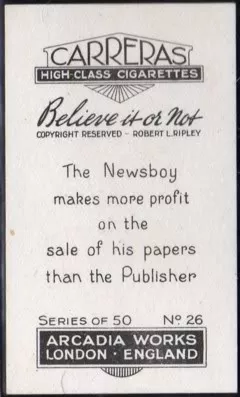 CARRERAS
HIGH-CLASS CIGARETTES
Believe it or Not
COPYRIGHT RESERVED - ROBERT L. RIPLEY
The Newsboy
makes more profit
on the
sale of his papers
than the Publisher
SERIES OF 50 No 26
ARCADIA WORKS
LONDON · ENGLAND